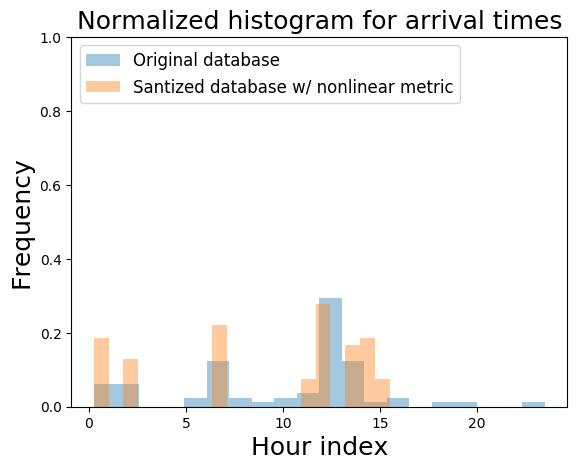 Normalized histogram for arrival times
Original database
Santized database w/ nonlinear metric
1.0
0.8
0.6
0.4
0.2
0.0
Frequency
0 5 10 15 20
Hour index